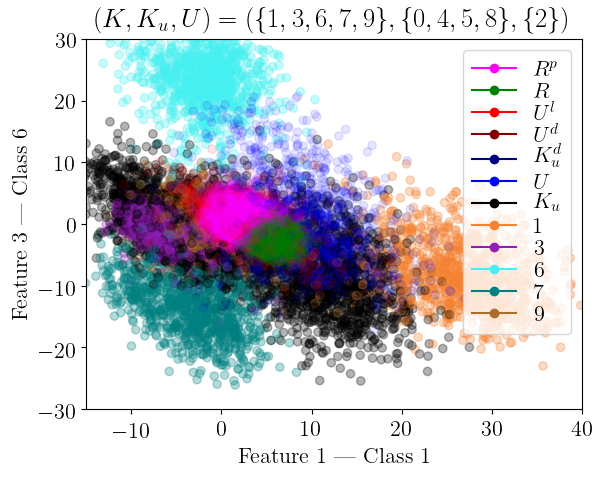 (K, K_u, U) = ({1, 3, 6, 7, 9}, {0, 4, 5, 8}, {2})
30
20
10
0
−10
−20
−30
Feature 3 — Class 6
R^p
R
U^l
U^d
K_u^d
U
K_u
1
3
6
7
9
−10
0
10
20
30
40
Feature 1 — Class 1